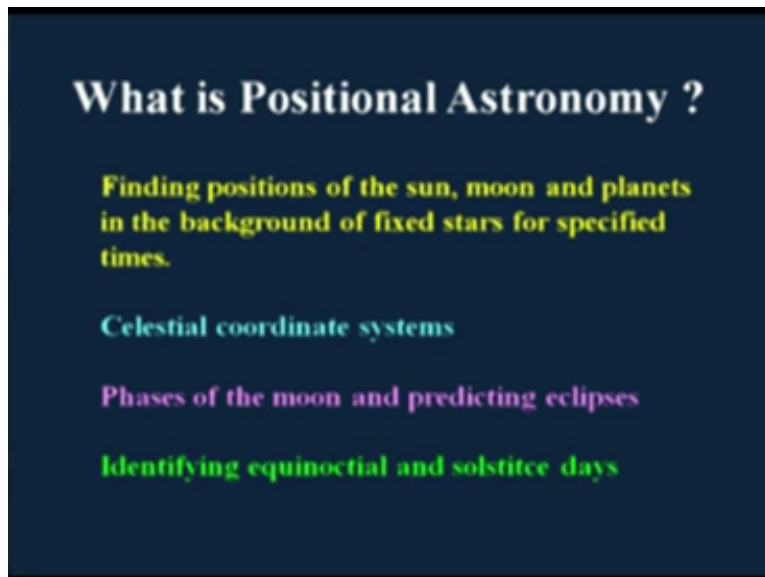 What is Positional Astronomy ?
Finding positions of the sun, moon and planets
in the background of fixed stars for specified
times.
Celestial coordinate systems
Phases of the moon and predicting eclipses
Identifying equinoctial and solstitce days